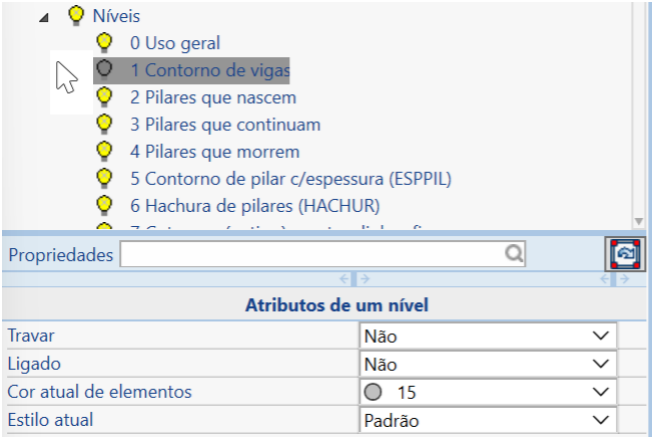 Níveis
0 Uso geral
1 Contorno de vigas
2 Pilares que nascem
3 Pilares que continuam
4 Pilares que morrem
5 Contorno de pilar c/espessura (ESPPIL)
6 Hachura de pilares (HACHUR)
Propriedades
Atributos de um nível
Travar Não
Ligado Não
Cor atual de elementos 15
Estilo atual Padrão